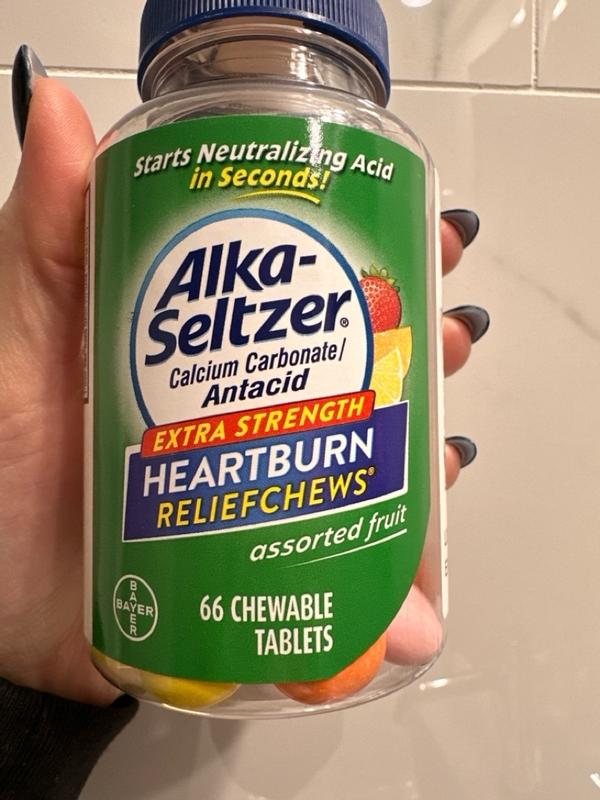 Starts Neutralizing Acid
in Seconds!
Alka-
Seltzer®
Calcium Carbonate/
Antacid
EXTRA STRENGTH
HEARTBURN
RELIEFCHEWS®
assorted fruit
BAYER
BAYER
66 CHEWABLE
TABLETS